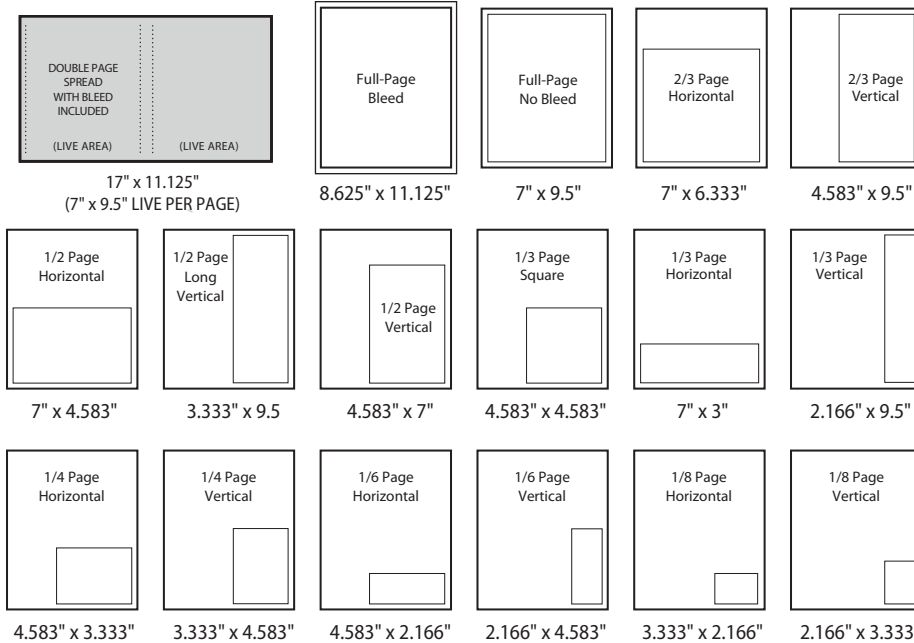 DOUBLE PAGE
SPREAD
WITH BLEED
INCLUDED
(LIVE AREA)
(LIVE AREA)
17" x 11.125"
(7" x 9.5" LIVE PER PAGE)
Full-Page
Bleed
8.625" x 11.125"
Full-Page
No Bleed
7" x 9.5"
2/3 Page
Horizontal
7" x 6.333"
2/3 Page
Vertical
4.583" x 9.5"
1/2 Page
Horizontal
7" x 4.583"
1/2 Page
Long
Vertical
3.333" x 9.5
1/2 Page
Vertical
4.583" x 7"
1/3 Page
Square
4.583" x 4.583"
1/3 Page
Horizontal
7" x 3"
1/3 Page
Vertical
2.166" x 9.5"
1/4 Page
Horizontal
4.583" x 3.333"
1/4 Page
Vertical
3.333" x 4.583"
1/6 Page
Horizontal
4.583" x 2.166"
1/6 Page
Vertical
2.166" x 4.583"
1/8 Page
Horizontal
3.333" x 2.166"
1/8 Page
Vertical
2.166" x 3.333